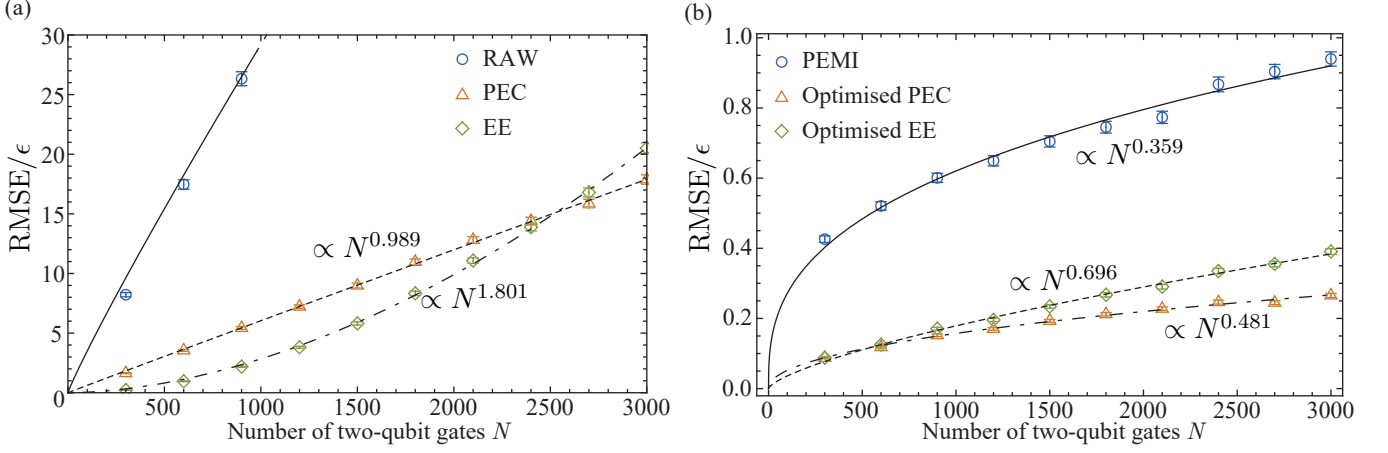 (a)
RMSE/ϵ
30
25
20
15
10
5
0
RAW
PEC
EE
∝ N^0.989
∝ N^1.801
500
1000
1500
2000
2500
3000
Number of two-qubit gates N
(b)
RMSE/ϵ
1.0
0.8
0.6
0.4
0.2
0.0
PEMI
Optimised PEC
Optimised EE
∝ N^0.359
∝ N^0.696
∝ N^0.481
0
500
1000
1500
2000
2500
3000
Number of two-qubit gates N